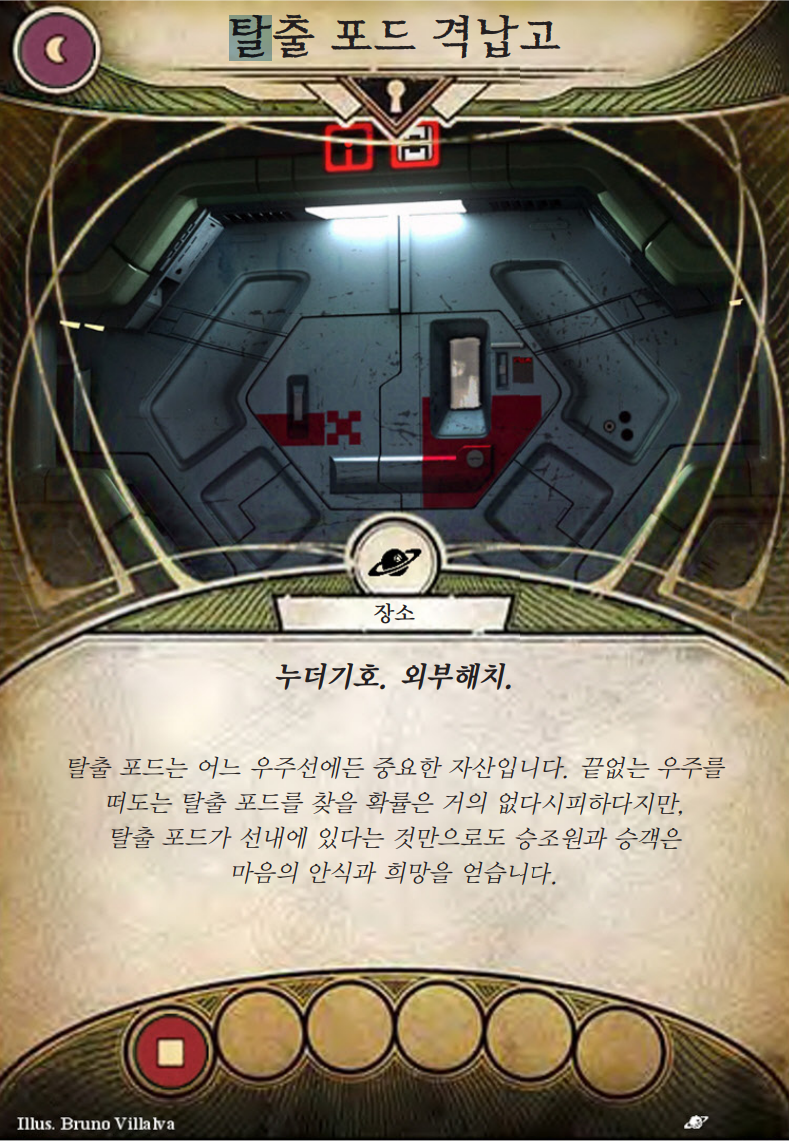 탈출 포드 격납고
장소
누더기호. 외부해치.
탈출 포드는 어느 우주선에든 중요한 자산입니다. 끝없는 우주를
떠도는 탈출 포드를 찾을 확률은 거의 없다시피하다지만,
탈출 포드가 선내에 있다는 것만으로도 승조원과 승객은
마음의 안식과 희망을 얻습니다.
Illus. Bruno Villalva